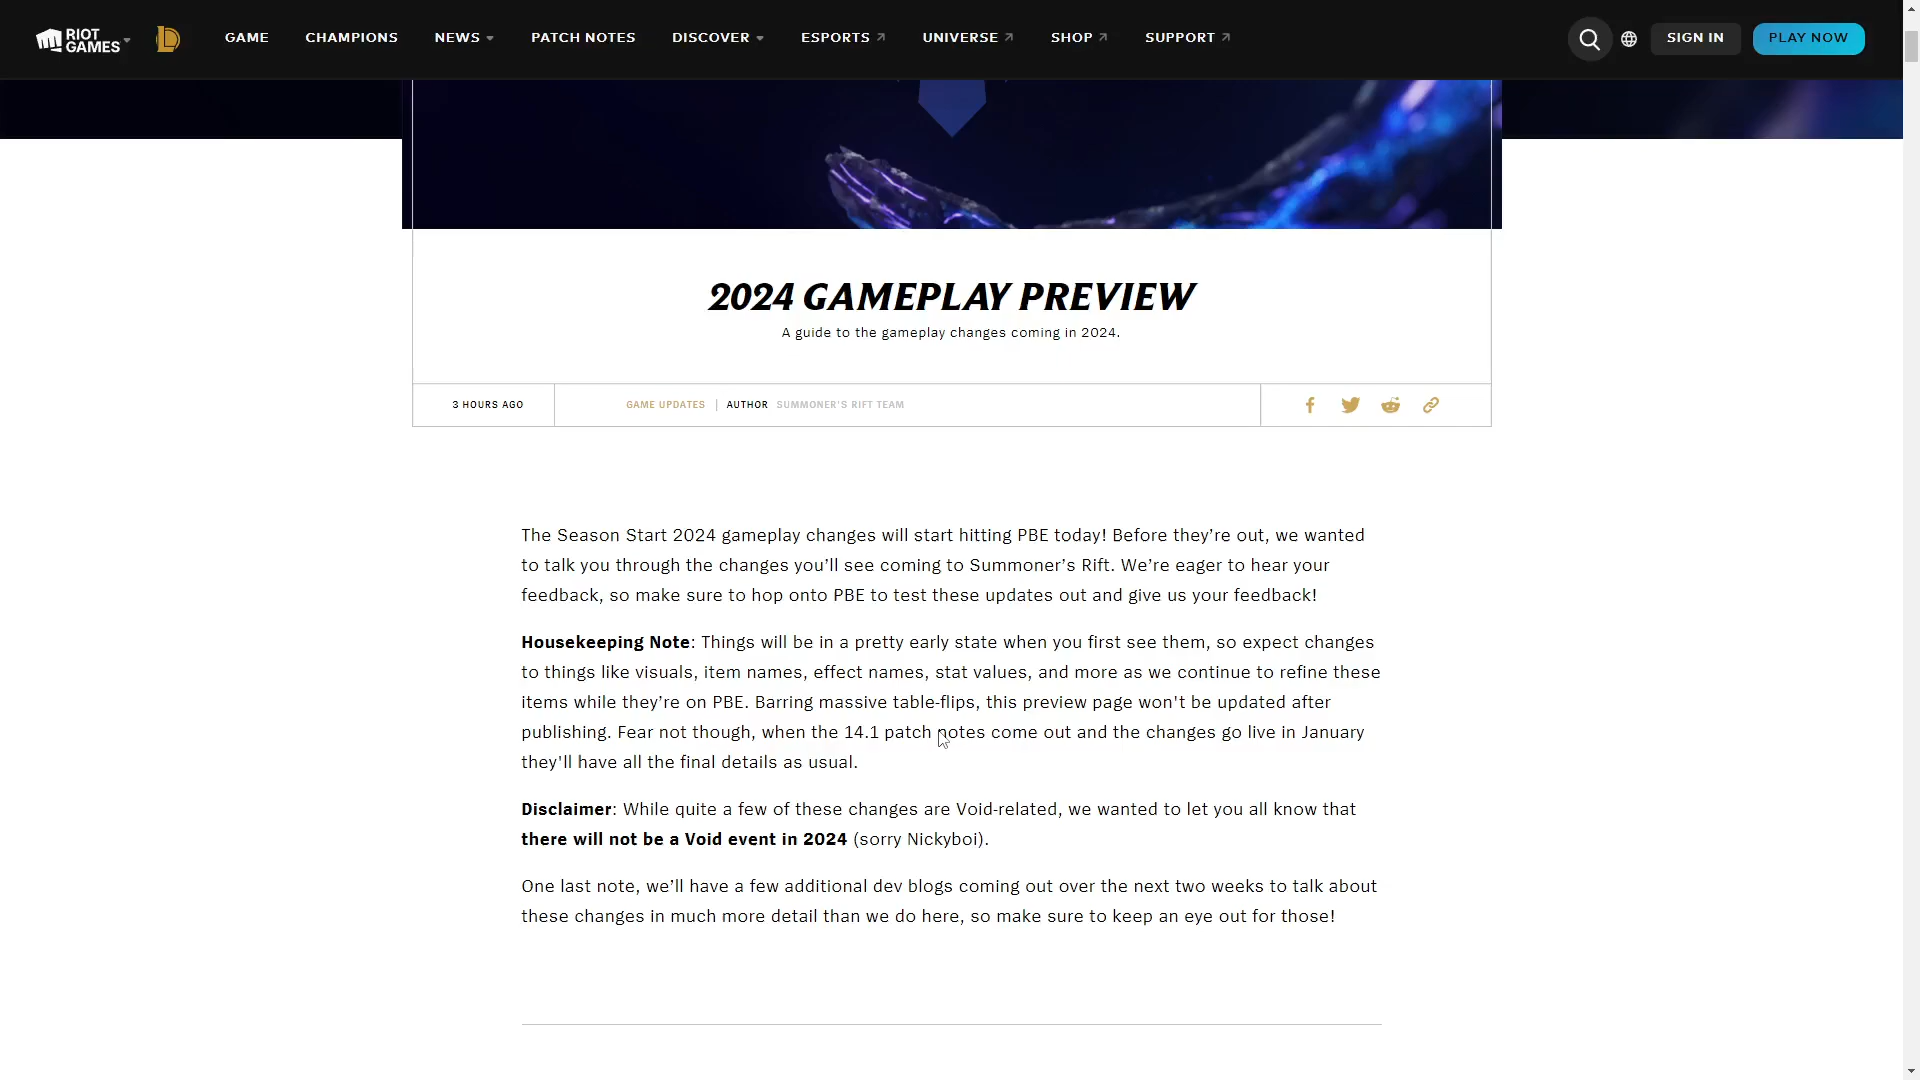 RIOT
GAMES
GAME CHAMPIONS NEWS PATCH NOTES DISCOVER ESPORTS UNIVERSE SHOP SUPPORT SIGN IN PLAY NOW
2024 GAMEPLAY PREVIEW
A guide to the gameplay changes coming in 2024.
3 HOURS AGO GAME UPDATES | AUTHOR SUMMONER'S RIFT TEAM
The Season Start 2024 gameplay changes will start hitting PBE today! Before they’re out, we wanted
to talk you through the changes you’ll see coming to Summoner’s Rift. We’re eager to hear your
feedback, so make sure to hop onto PBE to test these updates out and give us your feedback!
Housekeeping Note: Things will be in a pretty early state when you first see them, so expect changes
to things like visuals, item names, effect names, stat values, and more as we continue to refine these
items while they’re on PBE. Barring massive table-flips, this preview page won't be updated after
publishing. Fear not though, when the 14.1 patch notes come out and the changes go live in January
they'll have all the final details as usual.
Disclaimer: While quite a few of these changes are Void-related, we wanted to let you all know that
there will not be a Void event in 2024 (sorry Nickyboi).
One last note, we’ll have a few additional dev blogs coming out over the next two weeks to talk about
these changes in much more detail than we do here, so make sure to keep an eye out for those!